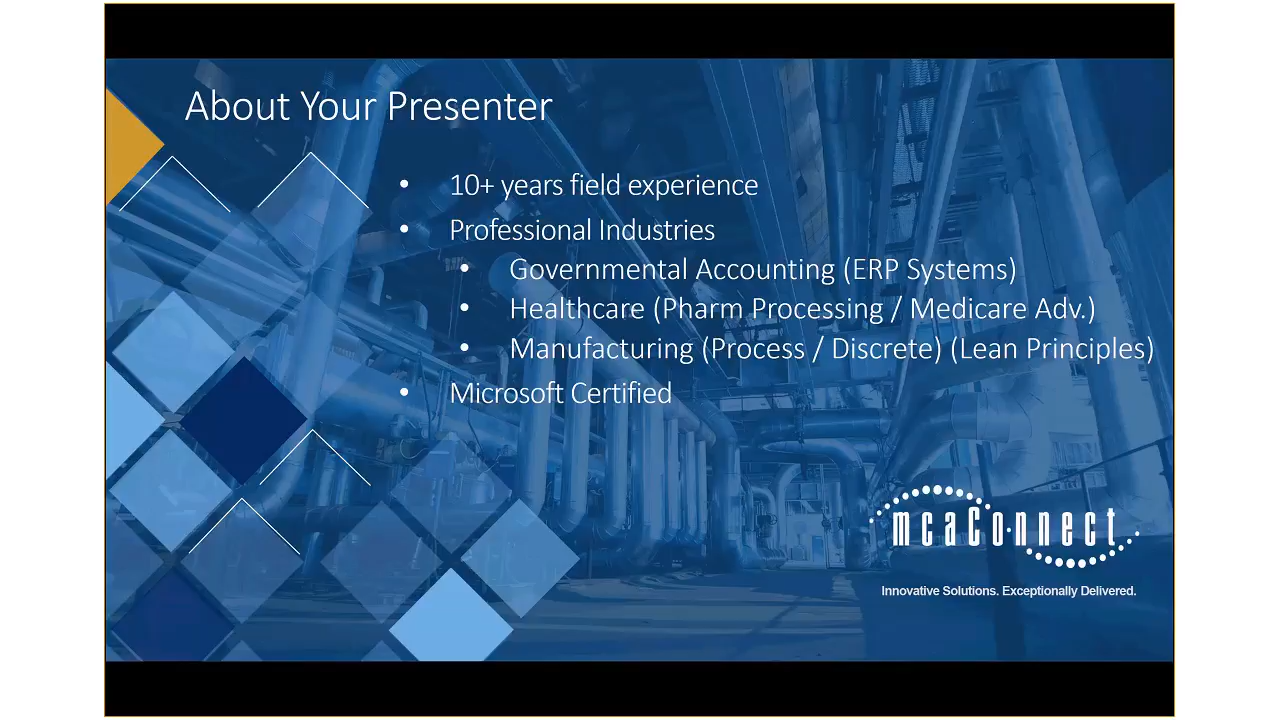 About Your Presenter
• 10+ years field experience
• Professional Industries
• Governmental Accounting (ERP Systems)
• Healthcare (Pharm Processing / Medicare Adv.)
• Manufacturing (Process / Discrete) (Lean Principles)
• Microsoft Certified
mcaConnect
Innovative Solutions. Exceptionally Delivered.